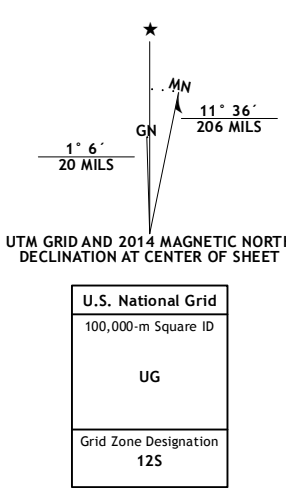 ★
MN
GN
11° 36´
206 MILS
1° 6´
20 MILS
UTM GRID AND 2014 MAGNETIC NORTH
DECLINATION AT CENTER OF SHEET
U.S. National Grid
100,000-m Square ID
UG
Grid Zone Designation
12S